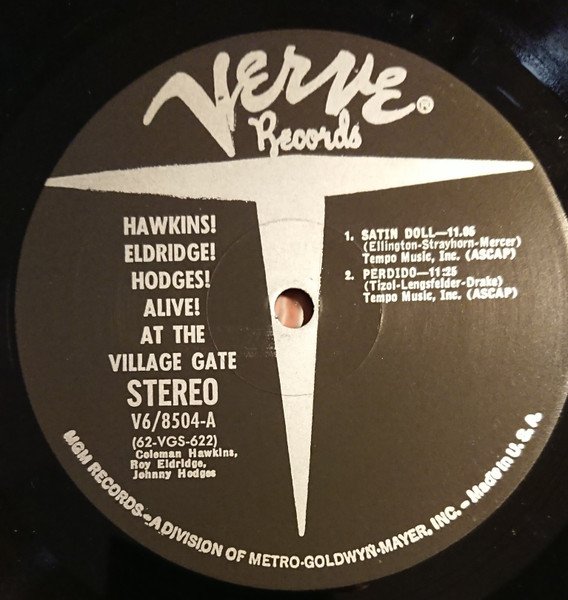 VERVE®
Records
HAWKINS!
ELDRIDGE!
HODGES!
ALIVE!
AT THE
VILLAGE GATE
STEREO
V6/8504-A
(62-VGS-622)
Coleman Hawkins,
Roy Eldridge,
Johnny Hodges
1. SATIN DOLL—11.06
(Ellington-Strayhorn-Mercer)
Tempo Music, Inc. (ASCAP)
2. PERDIDO—11:25
(Tizol-Lengsfelder-Drake)
Tempo Music, Inc. (ASCAP)
MGM RECORDS-A DIVISION OF METRO-GOLDWYN-MAYER, INC. - Made In U. S. A.